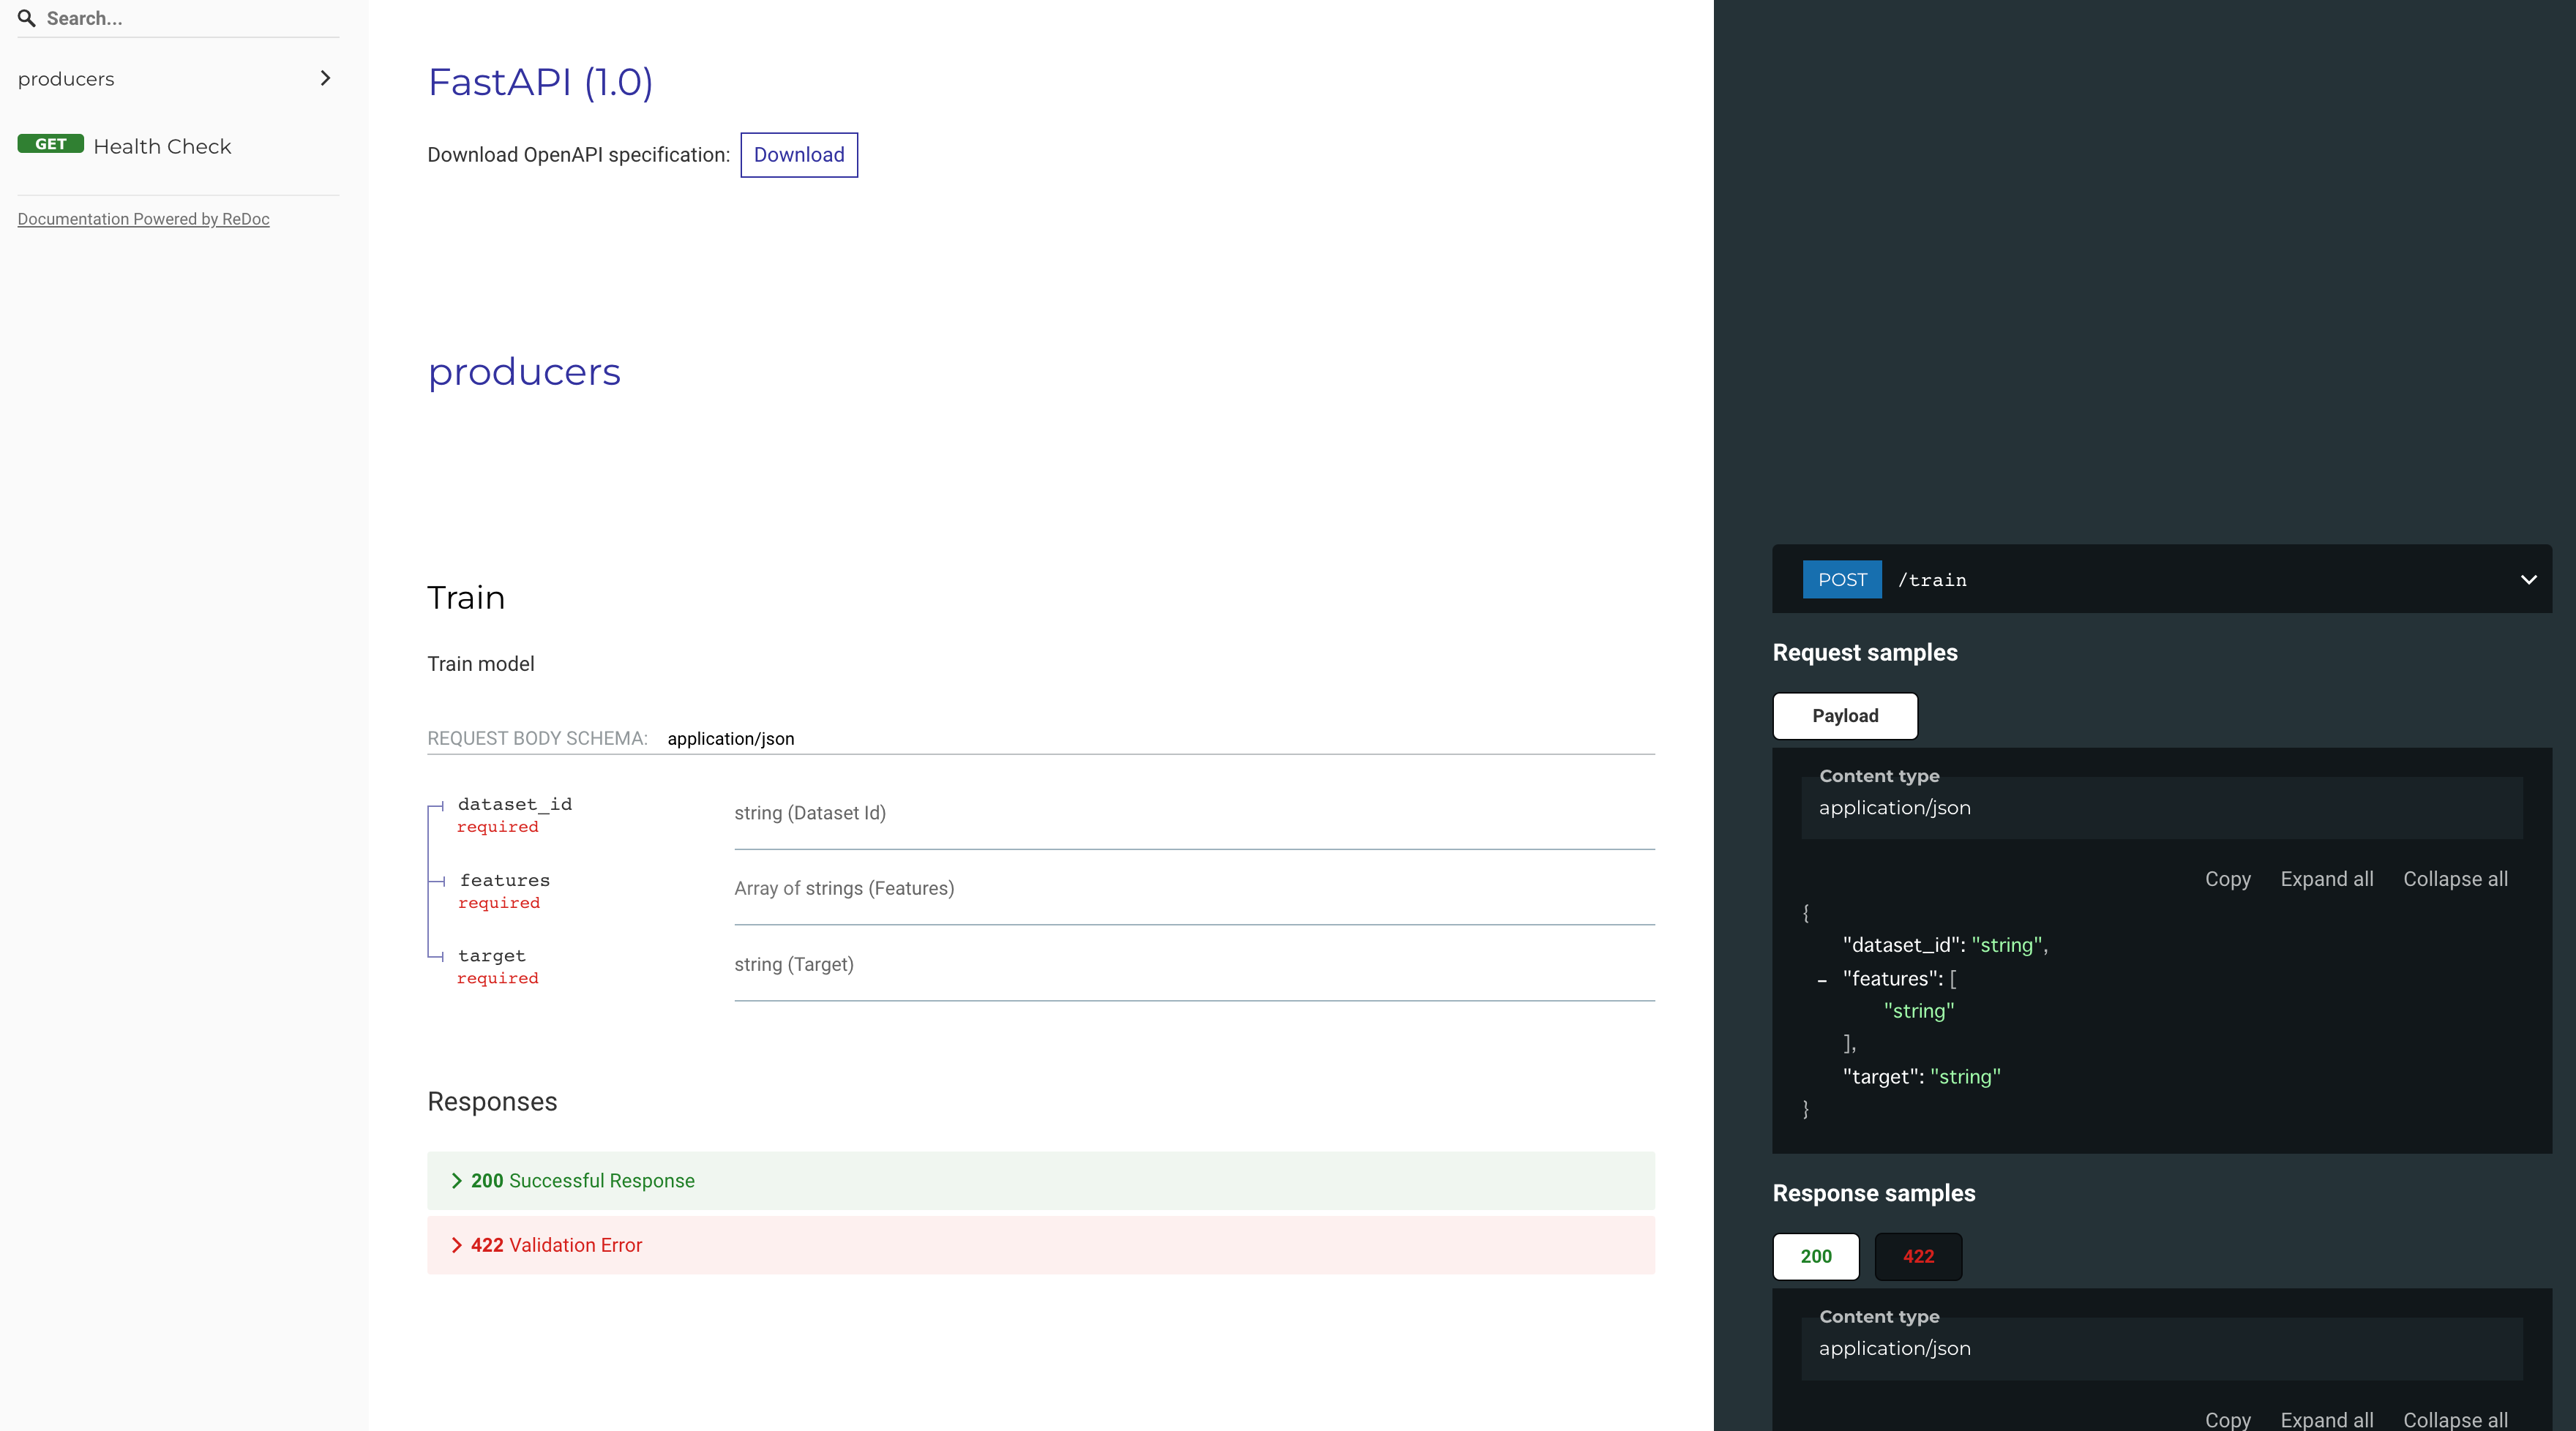 Search...
producers
GET Health Check
Documentation Powered by ReDoc
FastAPI (1.0)
Download OpenAPI specification: Download
producers
Train
Train model
REQUEST BODY SCHEMA: application/json
dataset_id
required
string (Dataset Id)
features
required
Array of strings (Features)
target
required
string (Target)
Responses
200 Successful Response
422 Validation Error
POST /train
Request samples
Payload
Content type
application/json
Copy Expand all Collapse all
{
"dataset_id": "string",
- "features": [
"string"
],
"target": "string"
}
Response samples
200 422
Content type
application/json
Copy Expand all Collapse all